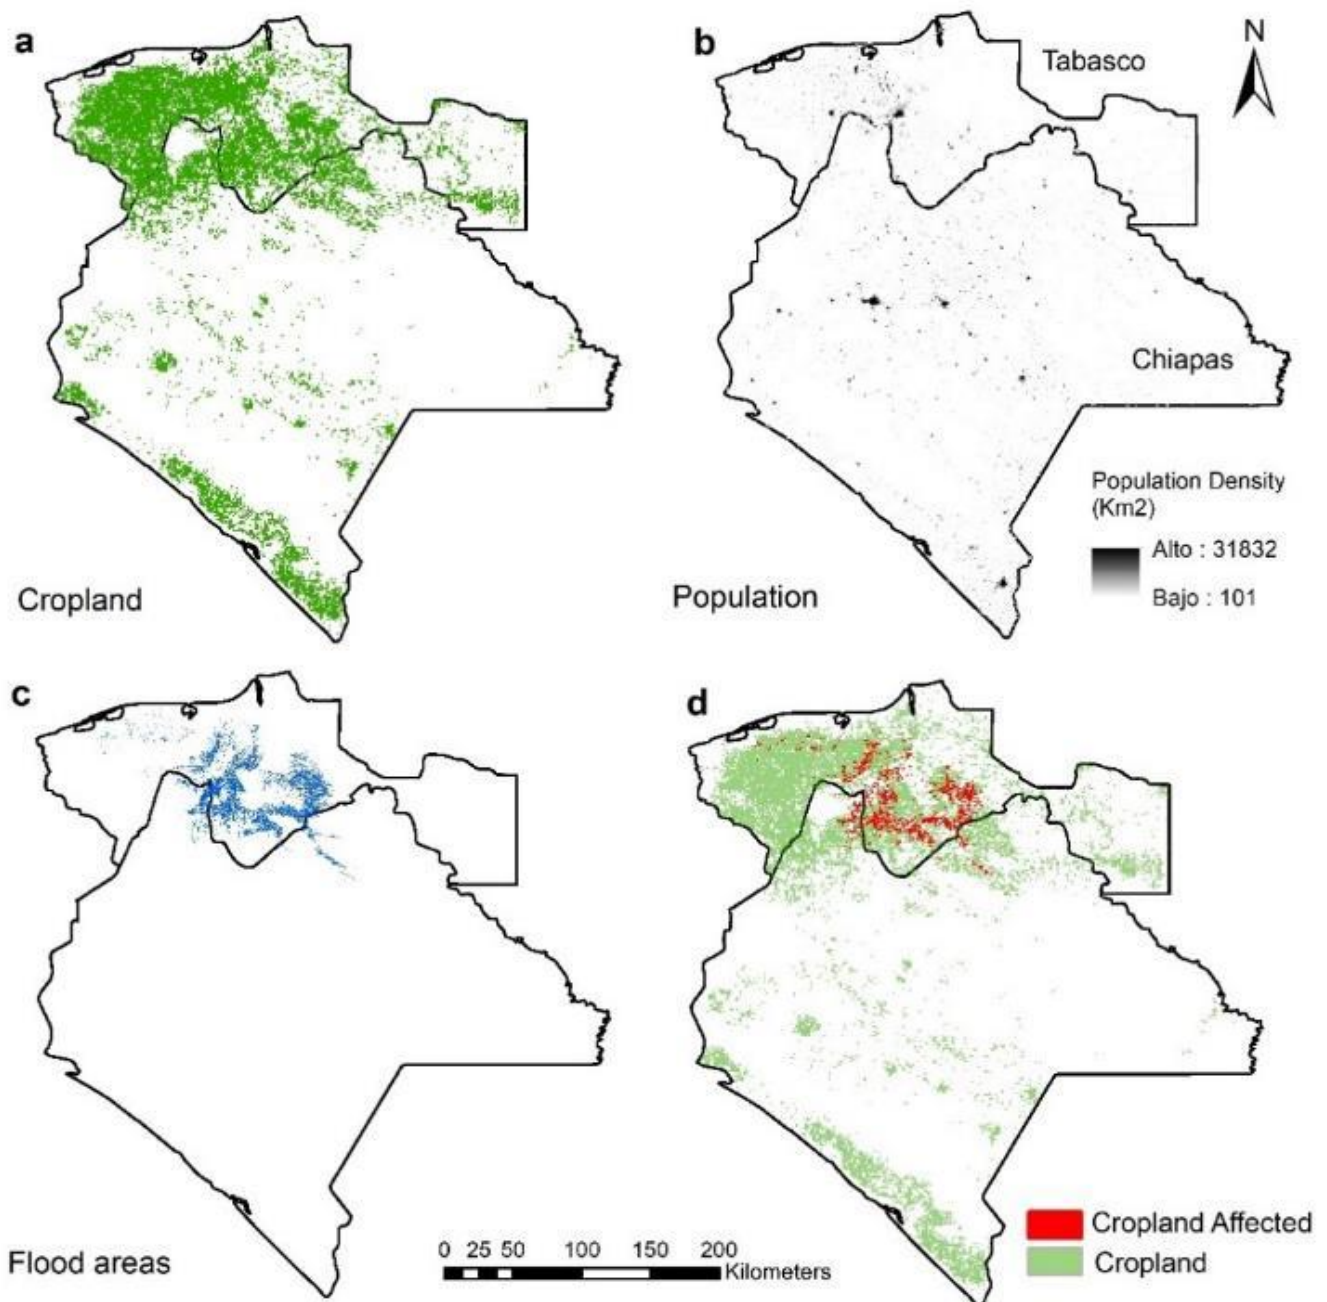 a
b
N
Tabasco
Chiapas
Population Density
(Km2)
Alto : 31832
Bajo : 101
Cropland
Population
c
d
Flood areas
0 25 50 100 150 200
Kilometers
Cropland Affected
Cropland